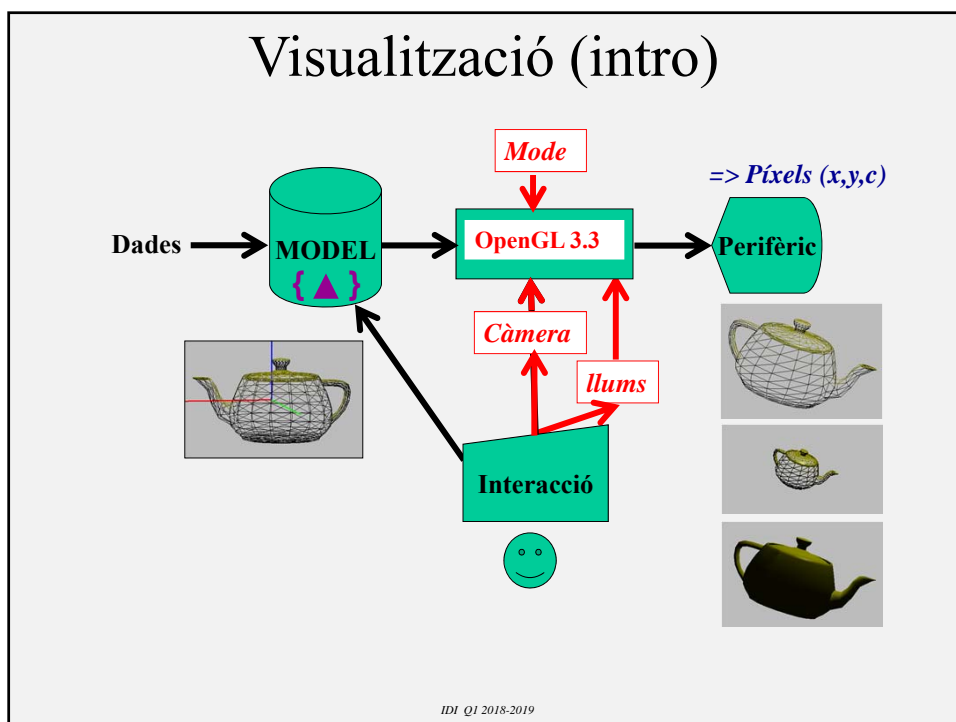 Visualització (intro)
Mode
=> Píxels (x,y,c)
Dades
MODEL
{ ▲ }
OpenGL 3.3
Perifèric
Càmera
llums
Interacció
IDI Q1 2018-2019